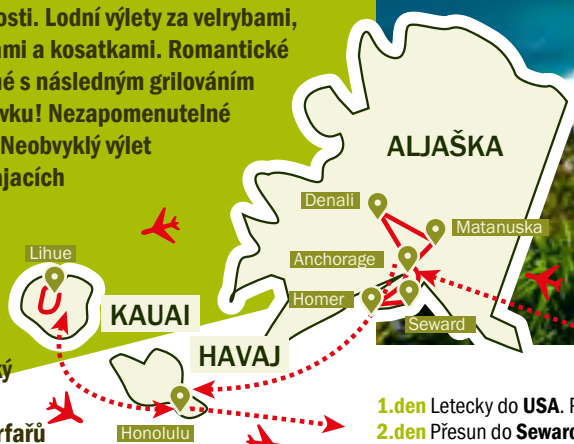 osti. Lodní výlety za velrybami,
ami a kosatkami. Romantické
né s následným grilováním
vku! Nezapomenutelné
Neobvyklý výlet
ajacích
ALJAŠKA
Denali
Matanuska
Anchorage
Homer
Seward
Lihue
KAUAI
HAVAJ
Honolulu
ký
rfařů
1.den Letecky do USA. P
2.den Přesun do Seward